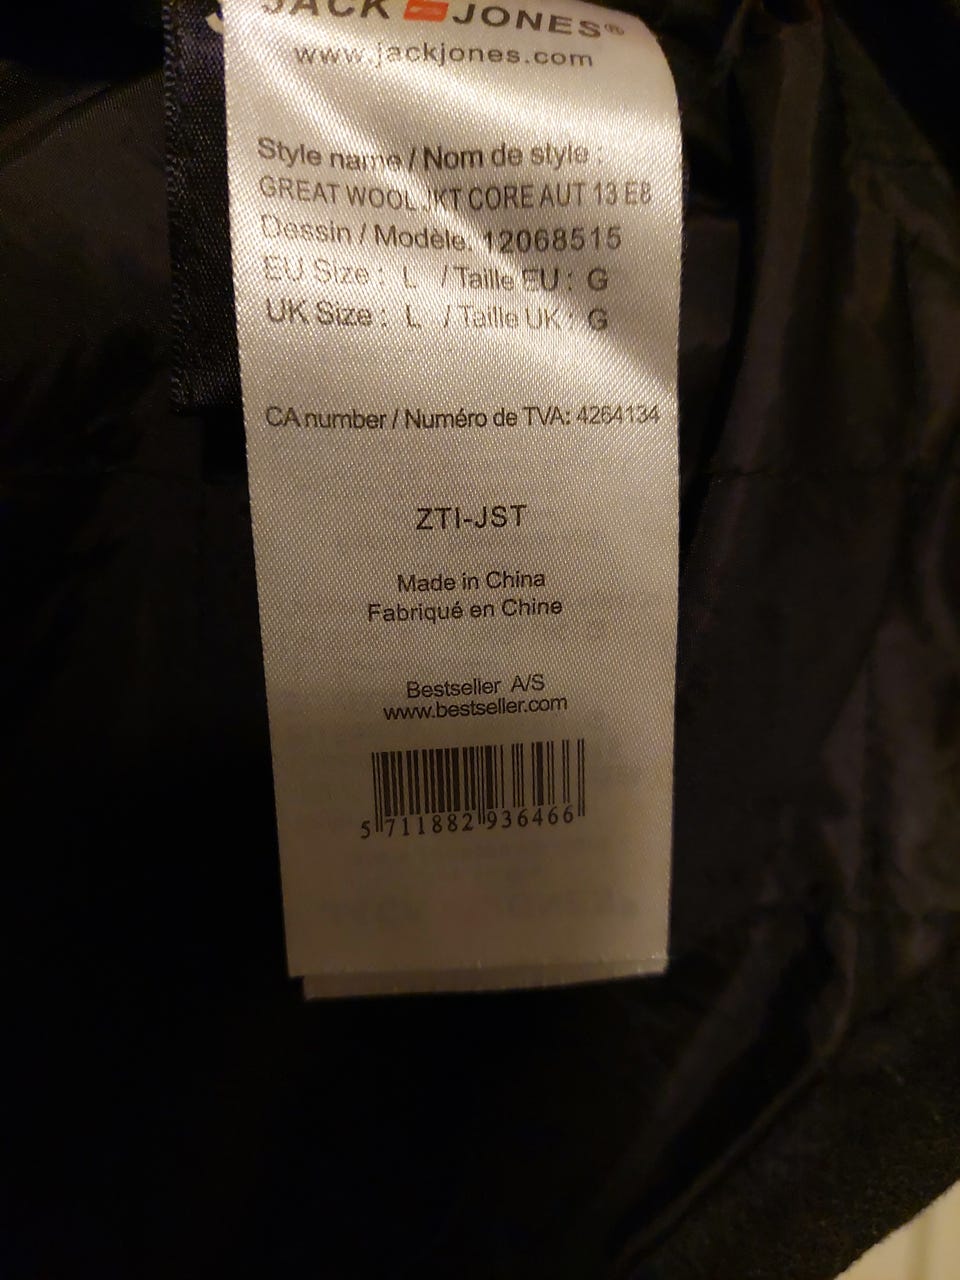 JACK JONES®
www.jackjones.com
Style name / Nom de style :
GREAT WOOL JKT CORE AUT 13 E8
Dessin / Modèle: 12068515
EU Size : L / Taille EU : G
UK Size : L / Taille UK : G
CA number / Numéro de TVA: 4264134
ZTI-JST
Made in China
Fabriqué en Chine
Bestseller A/S
www.bestseller.com
5 711882 936466